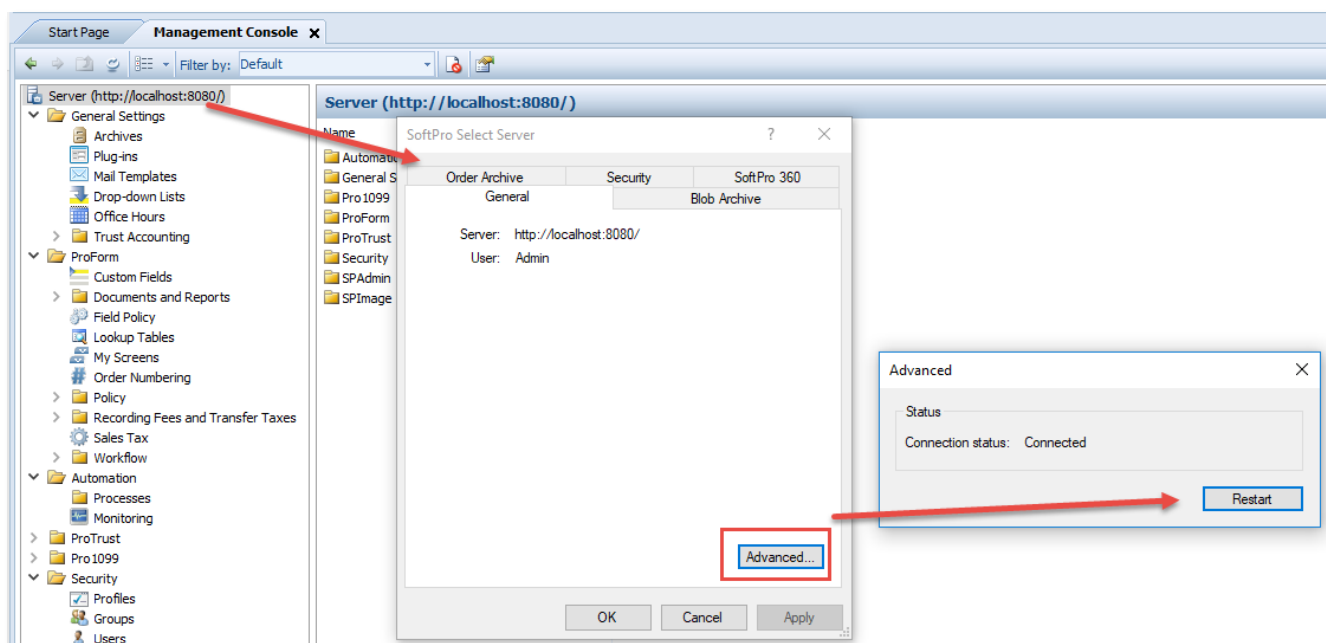 Start Page
Management Console
Filter by: Default
Server (http://localhost:8080/)
General Settings
Archives
Plug-ins
Mail Templates
Drop-down Lists
Office Hours
Trust Accounting
ProForm
Custom Fields
Documents and Reports
Field Policy
Lookup Tables
My Screens
Order Numbering
Policy
Recording Fees and Transfer Taxes
Sales Tax
Workflow
Automation
Processes
Monitoring
ProTrust
Pro1099
Security
Profiles
Groups
Users
Server (http://localhost:8080/)
Name
Automatic
General S
Pro1099
ProForm
ProTrust
Security
SPAdmin
SPImage
SoftPro Select Server
?
Order Archive
Security
SoftPro 360
General
Blob Archive
Server: http://localhost:8080/
User: Admin
Advanced...
OK
Cancel
Apply
Advanced
Status
Connection status: Connected
Restart